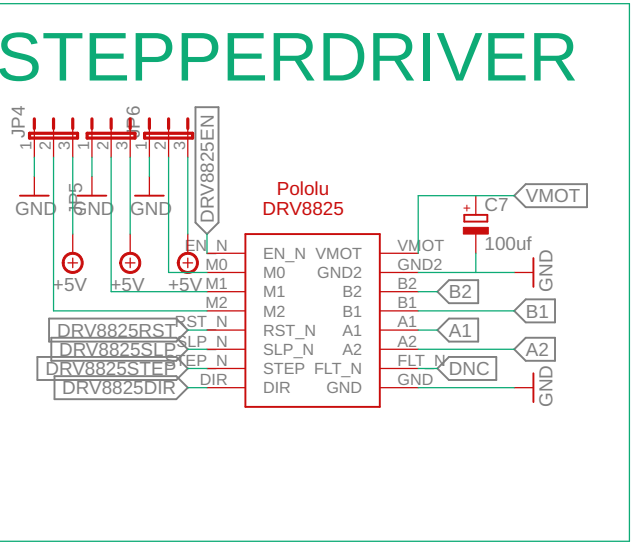 STEPPERDRIVER
JP4
JP5
JP6
1 2 3
1 2 3
1 2 3
GND GND GND
+5V +5V +5V
DRV8825EN
Pololu
DRV8825
EN_N EN_N VMOT VMOT
M0 M0 GND2 GND2
M1 M1 B2 B2 B2
M2 M2 B1 B1 B1
DRV8825RST RST_N RST_N A1 A1 A1
DRV8825SLP SLP_N SLP_N A2 A2 A2
DRV8825STEP STEP_N STEP FLT_N FLT_N DNC
DRV8825DIR DIR DIR GND GND
VMOT
+ C7
100uf
GND
GND